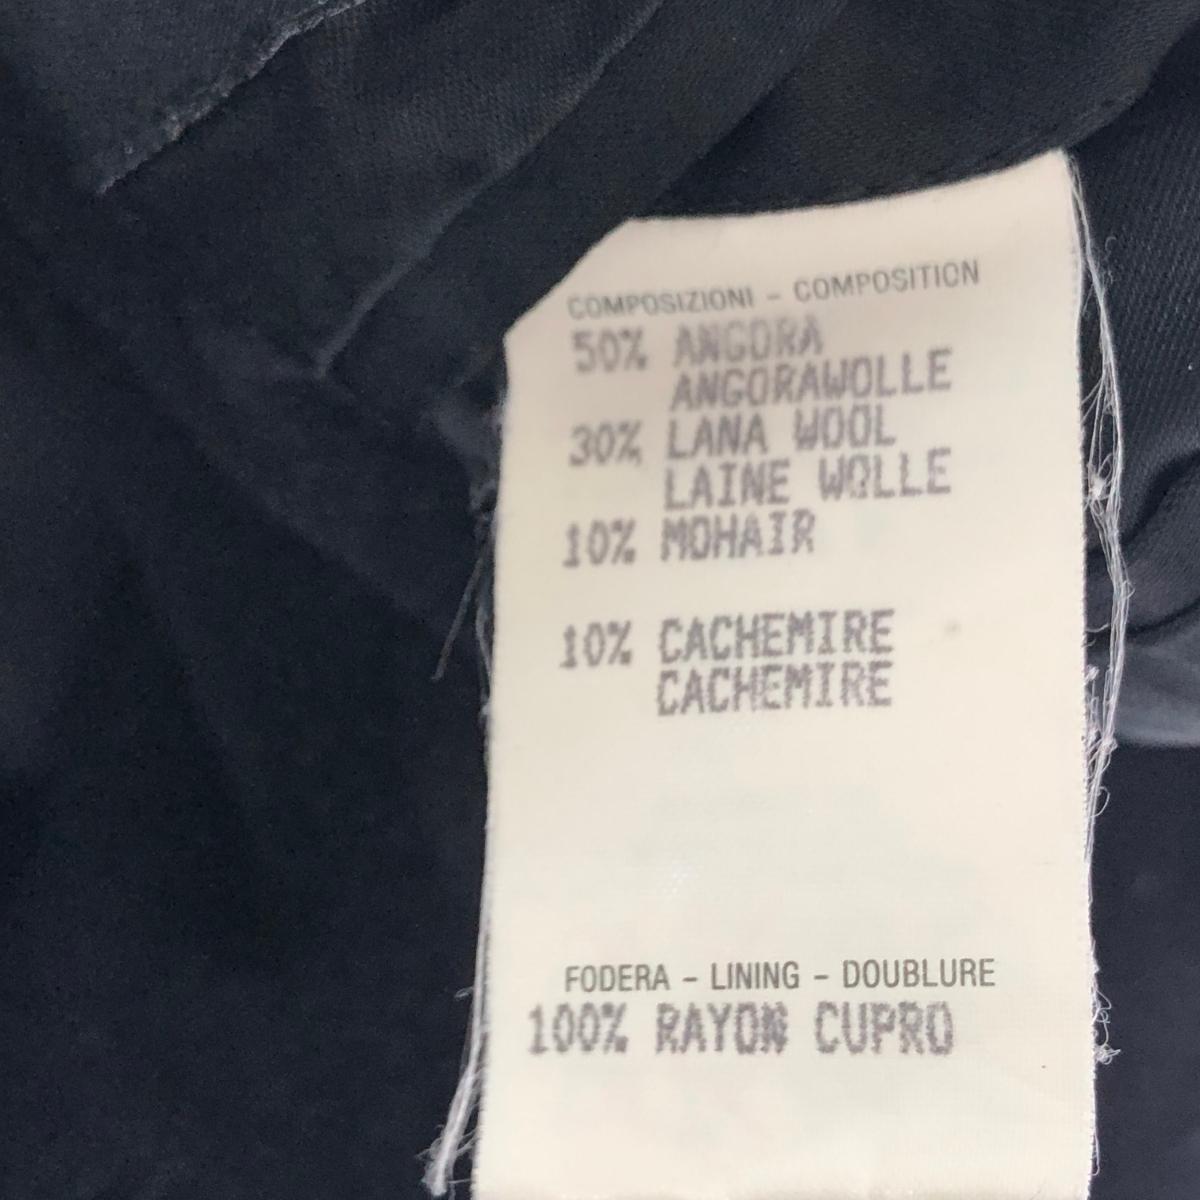 COMPOSIZIONI - COMPOSITION
50% ANGORA
ANGORAWOLLE
30% LANA WOOL
LAINE WOLLE
10% MOHAIR
10% CACHEMIRE
CACHEMIRE
FODERA - LINING - DOUBLURE
100% RAYON CUPRO